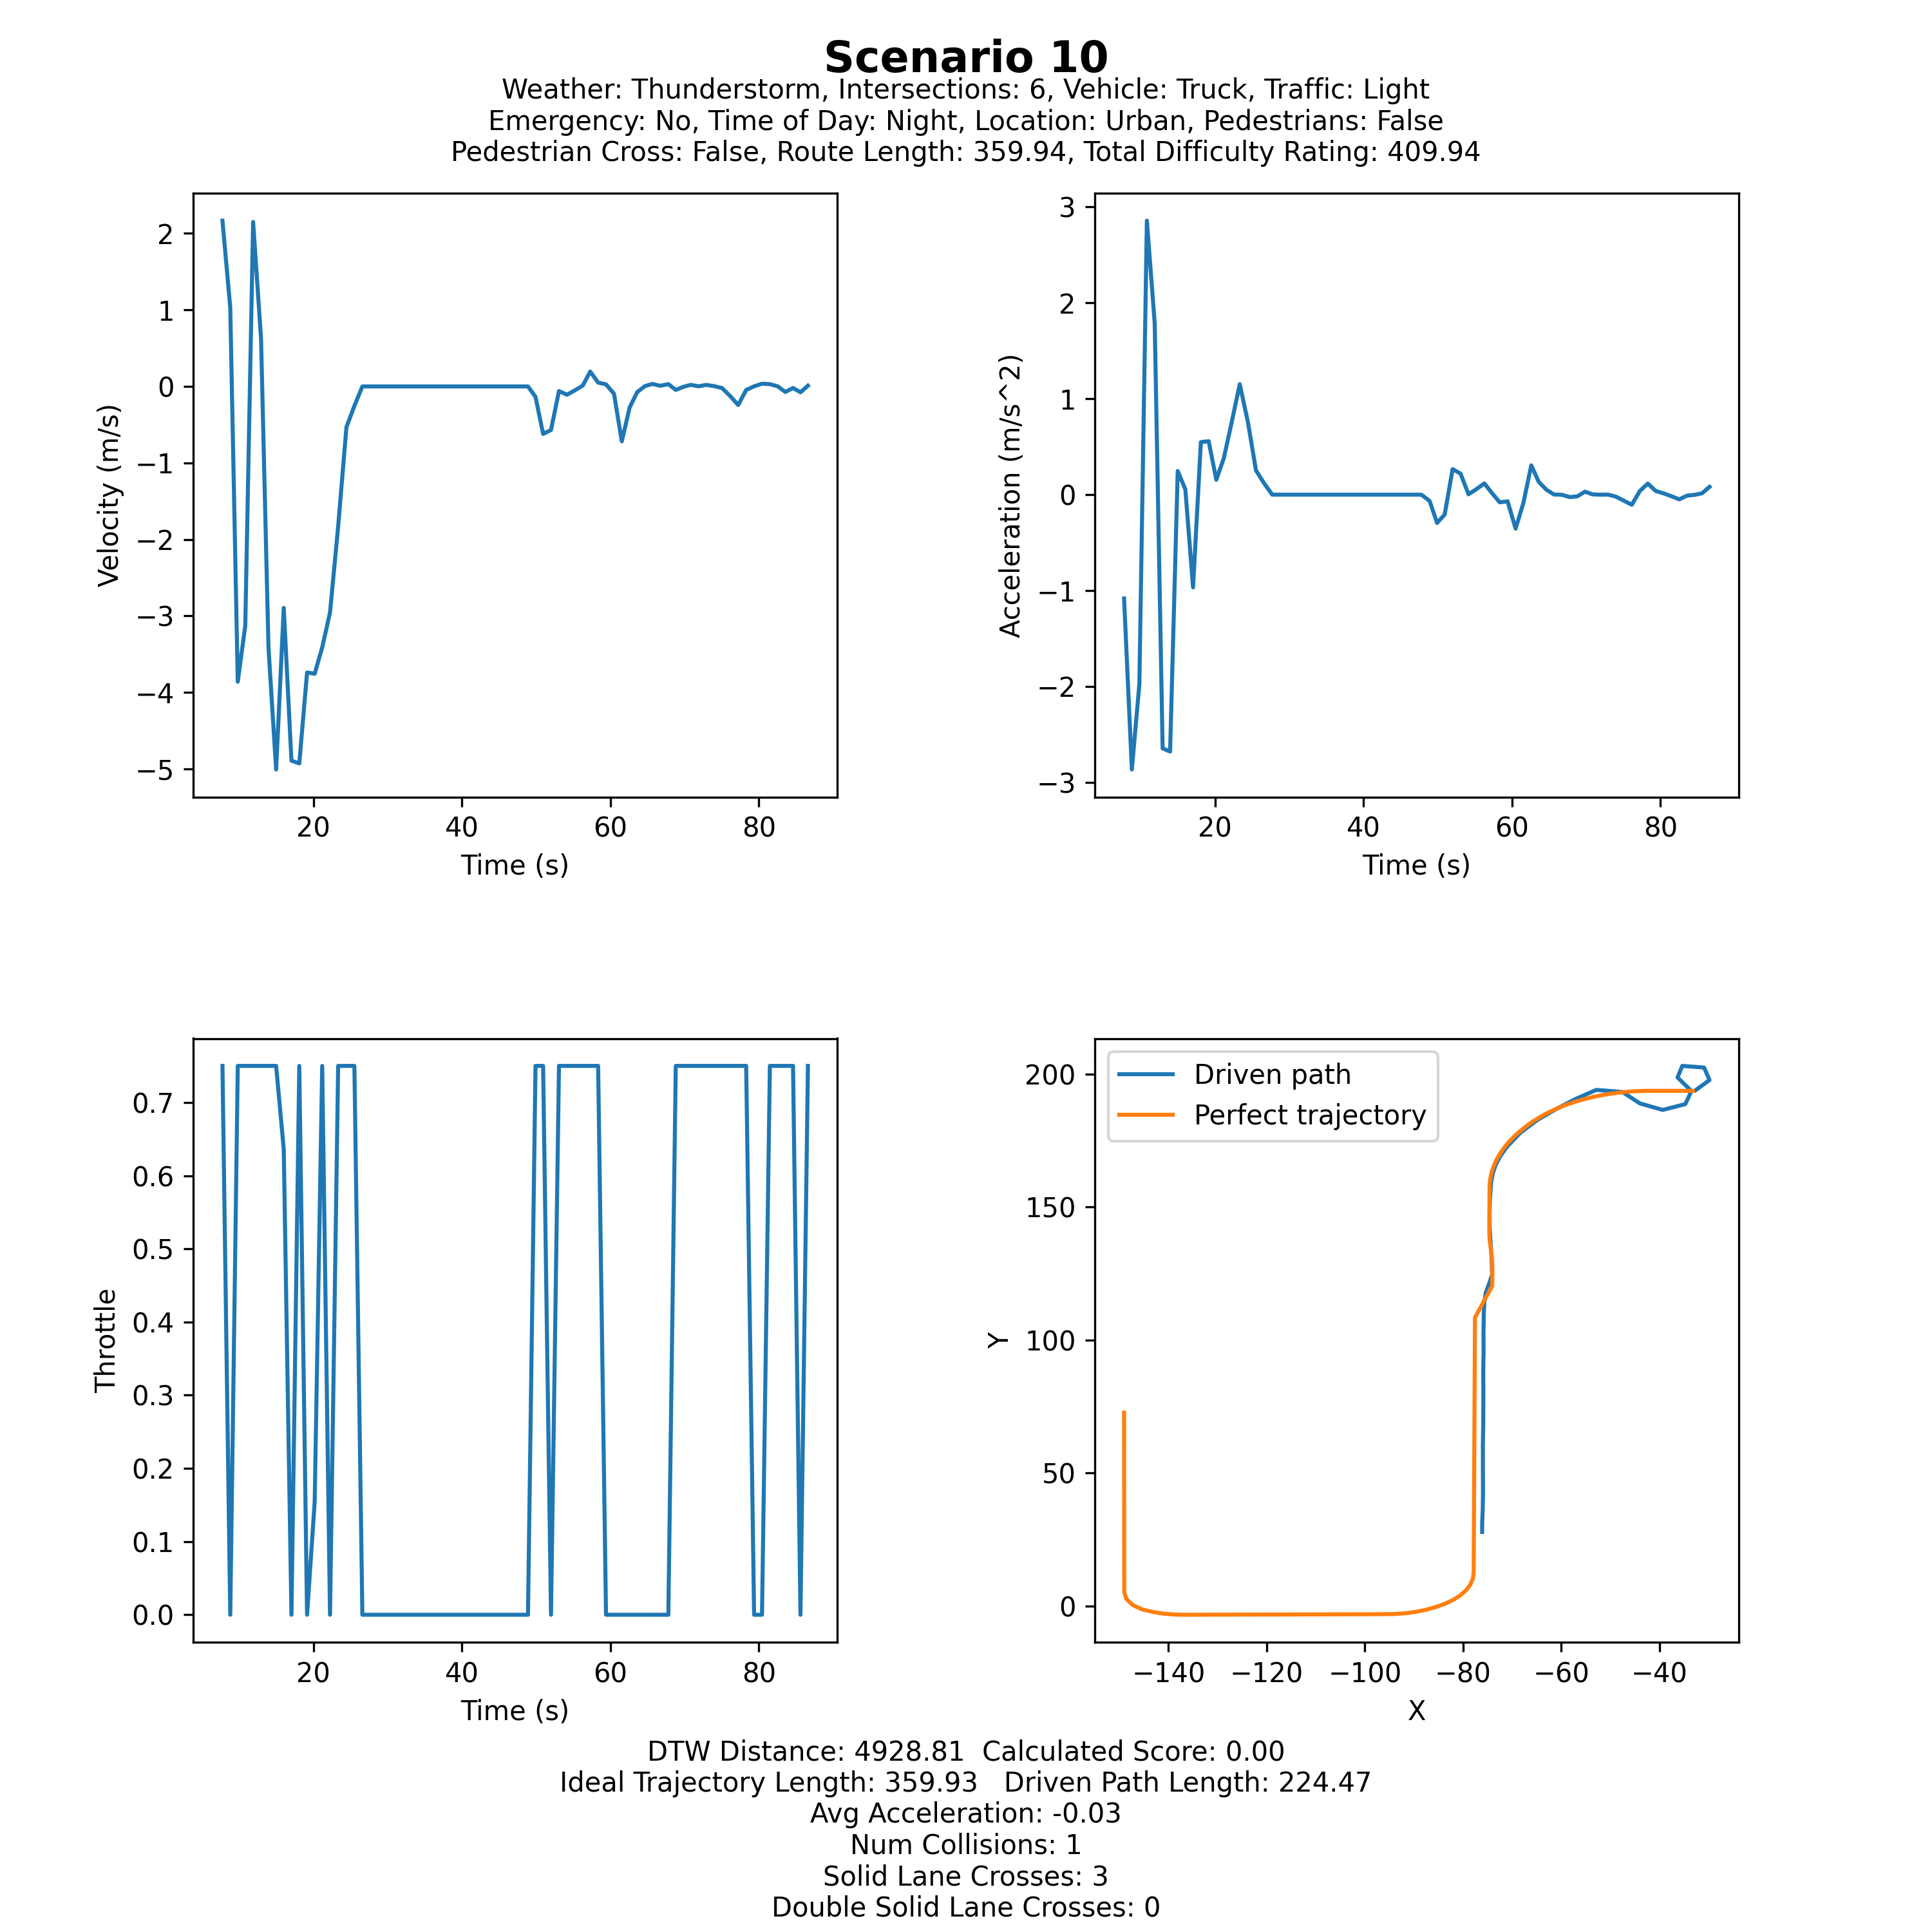 Scenario 10
Weather: Thunderstorm, Intersections: 6, Vehicle: Truck, Traffic: Light
Emergency: No, Time of Day: Night, Location: Urban, Pedestrians: False
Pedestrian Cross: False, Route Length: 359.94, Total Difficulty Rating: 409.94
2
1
0
−1
−2
−3
−4
−5
Velocity (m/s)
20 40 60 80
Time (s)
3
2
1
0
−1
−2
−3
Acceleration (m/s^2)
20 40 60 80
Time (s)
0.7
0.6
0.5
0.4
0.3
0.2
0.1
0.0
Throttle
20 40 60 80
Time (s)
Driven path
Perfect trajectory
200
150
100
50
0
Y
−140 −120 −100 −80 −60 −40
X
DTW Distance: 4928.81 Calculated Score: 0.00
Ideal Trajectory Length: 359.93 Driven Path Length: 224.47
Avg Acceleration: -0.03
Num Collisions: 1
Solid Lane Crosses: 3
Double Solid Lane Crosses: 0